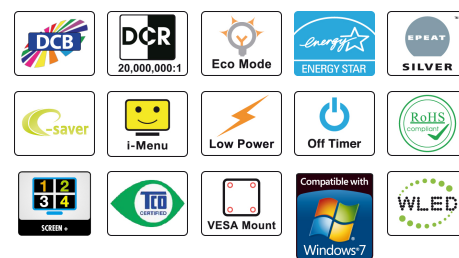 DCB
DCR
20,000,000:1
Eco Mode
energy
ENERGY STAR
EPEAT
SILVER
e-saver
i-Menu
Low Power
Off Timer
RoHS
compliant
1 2
3 4
SCREEN +
TCO
CERTIFIED
VESA Mount
Compatible with
Windows 7
WLED